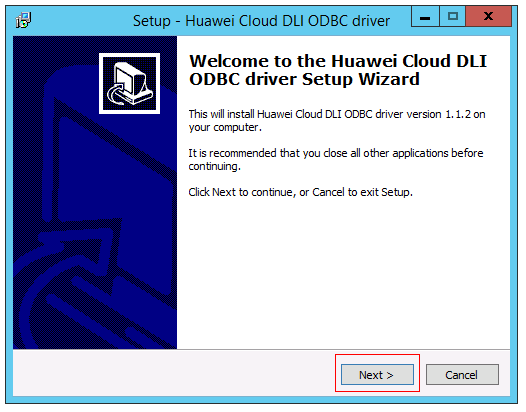 Setup - Huawei Cloud DLI ODBC driver
Welcome to the Huawei Cloud DLI
ODBC driver Setup Wizard
This will install Huawei Cloud DLI ODBC driver version 1.1.2 on
your computer.
It is recommended that you close all other applications before
continuing.
Click Next to continue, or Cancel to exit Setup.
Next >
Cancel